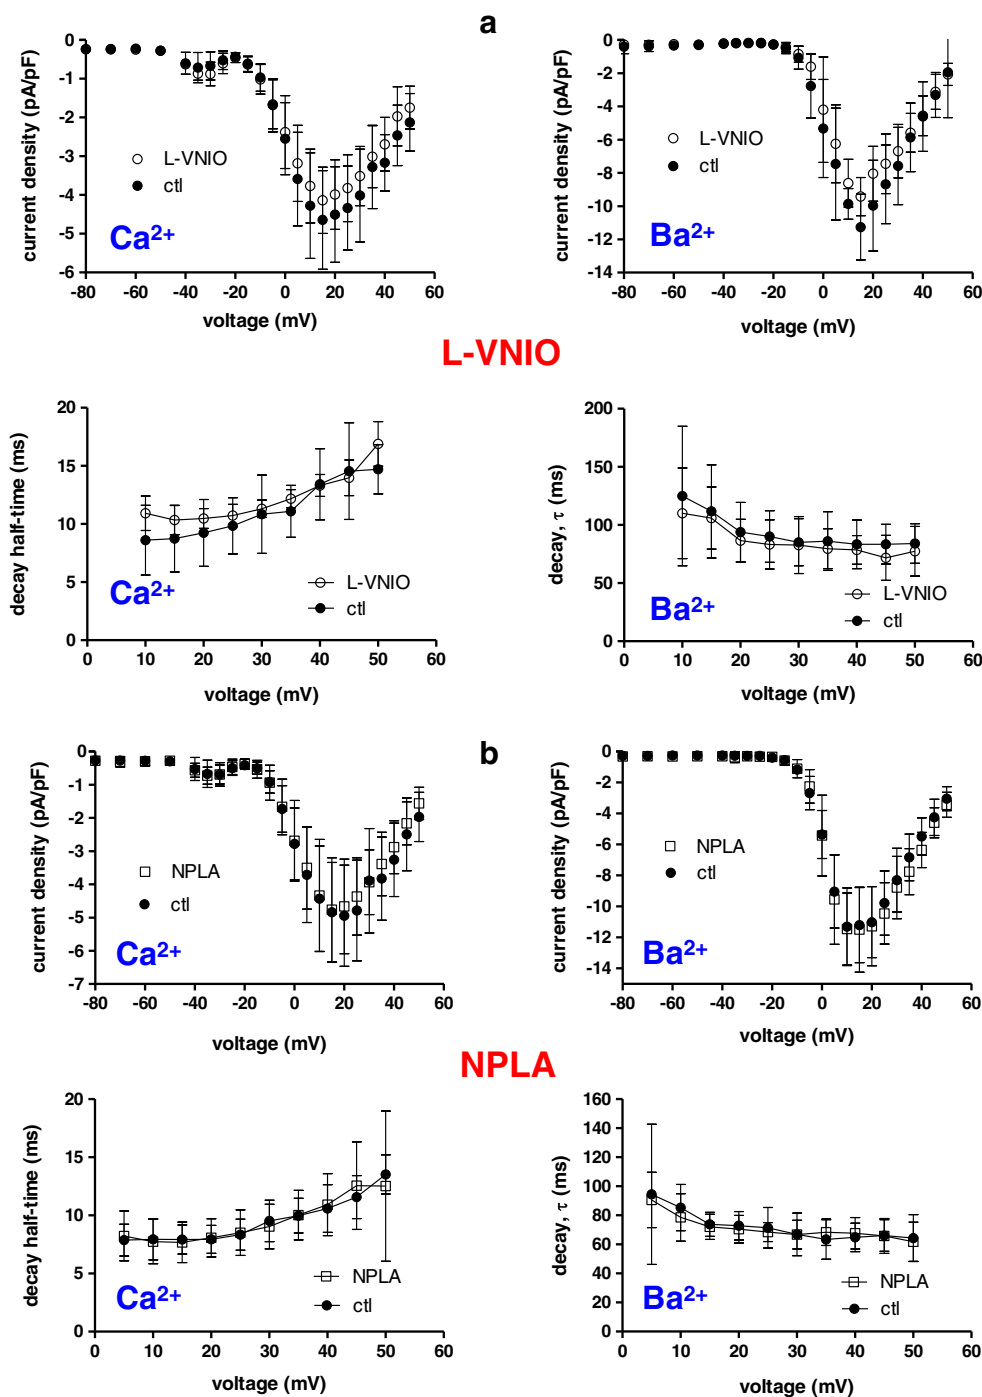 a
0
-1
-2
-3
-4
-5
-6
current density (pA/pF)
L-VNIO
ctl
Ca2+
-80 -60 -40 -20 0 20 40 60
voltage (mV)
0
-2
-4
-6
-8
-10
-12
-14
current density (pA/pF)
L-VNIO
ctl
Ba2+
-80 -60 -40 -20 0 20 40 60
voltage (mV)
L-VNIO
20
15
10
5
0
decay half-time (ms)
Ca2+
L-VNIO
ctl
0 10 20 30 40 50 60
voltage (mV)
200
150
100
50
0
decay, τ (ms)
Ba2+
L-VNIO
ctl
0 10 20 30 40 50 60
voltage (mV)
b
0
-1
-2
-3
-4
-5
-6
-7
current density (pA/pF)
NPLA
ctl
Ca2+
-80 -60 -40 -20 0 20 40 60
voltage (mV)
0
-2
-4
-6
-8
-10
-12
-14
current density (pA/pF)
NPLA
ctl
Ba2+
-80 -60 -40 -20 0 20 40 60
voltage (mV)
NPLA
20
15
10
5
0
decay half-time (ms)
Ca2+
NPLA
ctl
0 10 20 30 40 50 60
voltage (mV)
160
140
120
100
80
60
40
20
0
decay, τ (ms)
Ba2+
NPLA
ctl
0 10 20 30 40 50 60
voltage (mV)